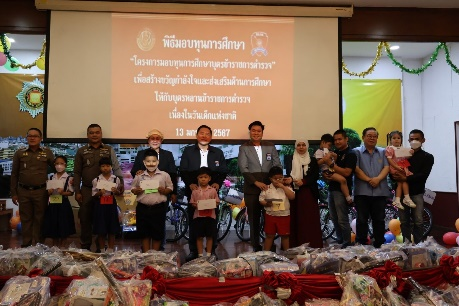 พิธีมอบทุนการศึกษา
"โครงการมอบทุนการศึกษาบุตรข้าราชการตำรวจ"
เพื่อสร้างขวัญกำลังใจและส่งเสริมด้านการศึกษา
ให้กับบุตรหลานข้าราชการตำรวจ
เนื่องในวันเด็กแห่งชาติ
13 2567